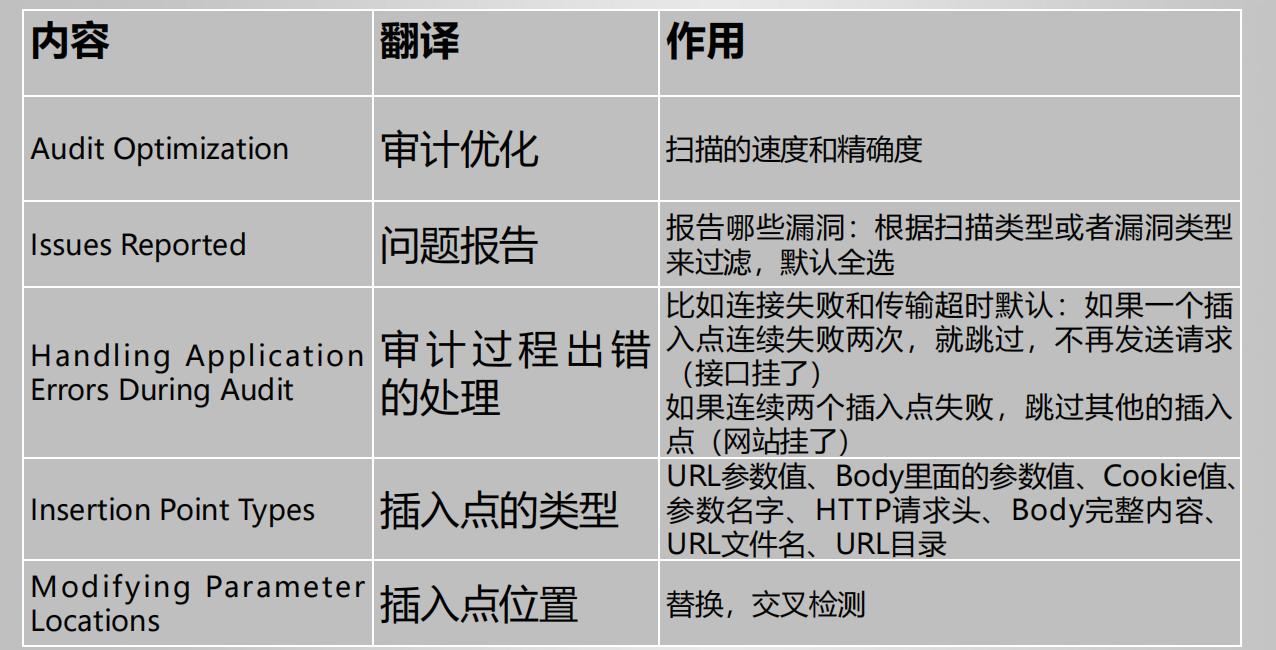 内容
翻译
作用
Audit Optimization
审计优化
扫描的速度和精确度
Issues Reported
问题报告
报告哪些漏洞：根据扫描类型或者漏洞类型
来过滤，默认全选
Handling Application
Errors During Audit
审计过程出错
的处理
比如连接失败和传输超时默认：如果一个插
入点连续失败两次，就跳过，不再发送请求
（接口挂了）
如果连续两个插入点失败，跳过其他的插入
点（网站挂了）
Insertion Point Types
插入点的类型
URL参数值、Body里面的参数值、Cookie值、
参数名字、HTTP请求头、Body完整内容、
URL文件名、URL目录
Modifying Parameter
Locations
插入点位置
替换，交叉检测